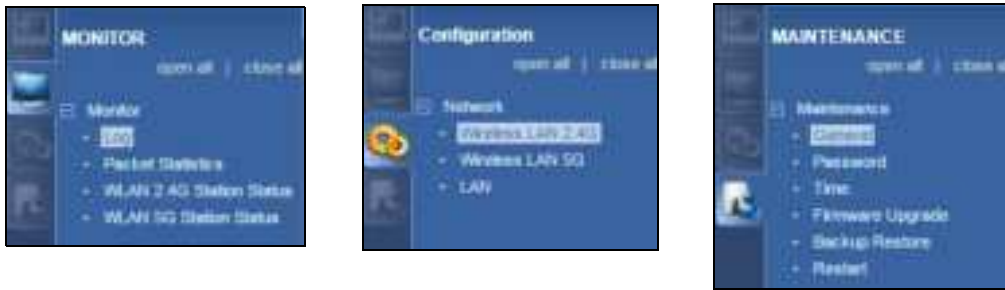 MONITOR
open all | close all
Monitor
Log
Packet Statistics
WLAN 2.4G Station Status
WLAN 5G Station Status
Configuration
open all | close all
Network
Wireless LAN 2.4G
Wireless LAN 5G
LAN
MAINTENANCE
open all | close all
Maintenance
General
Password
Time
Firmware Upgrade
Backup Restore
Restart